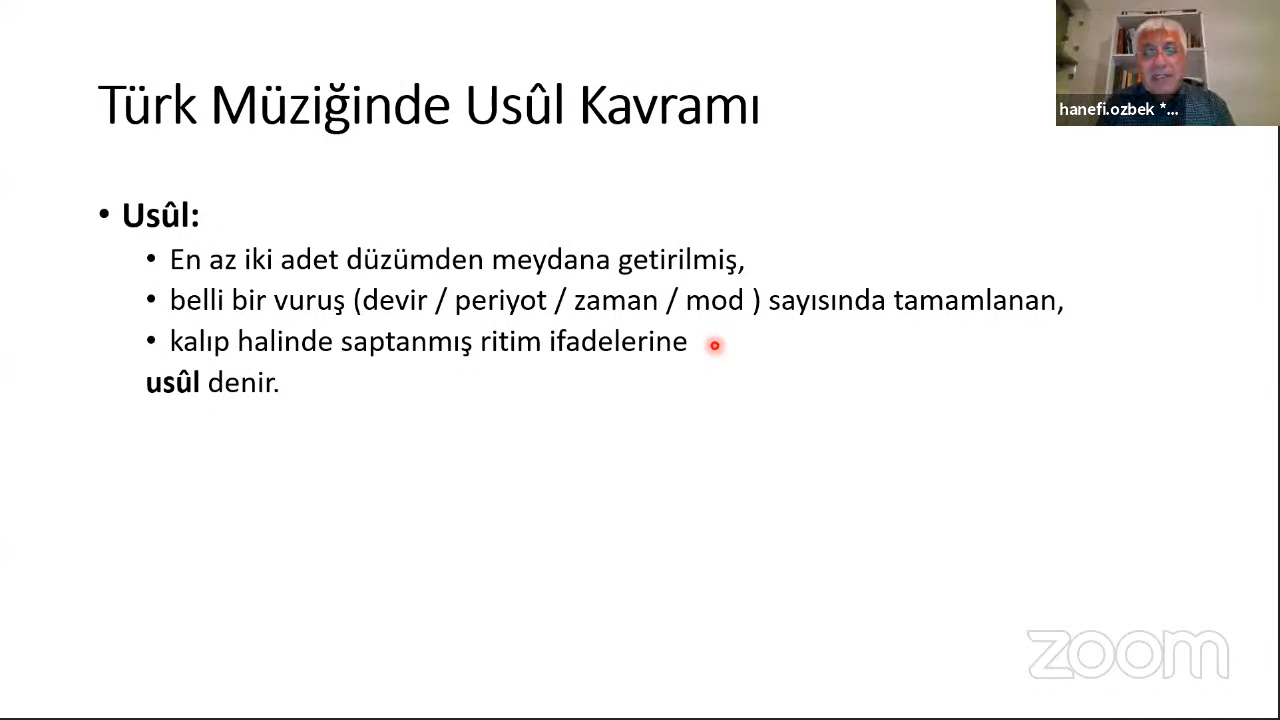 Türk Müziğinde Usûl Kavramı
hanefi.ozbek *...
• Usûl:
• En az iki adet düzümden meydana getirilmiş,
• belli bir vuruş (devir / periyot / zaman / mod ) sayısında tamamlanan,
• kalıp halinde saptanmış ritim ifadelerine
usûl denir.
zoom